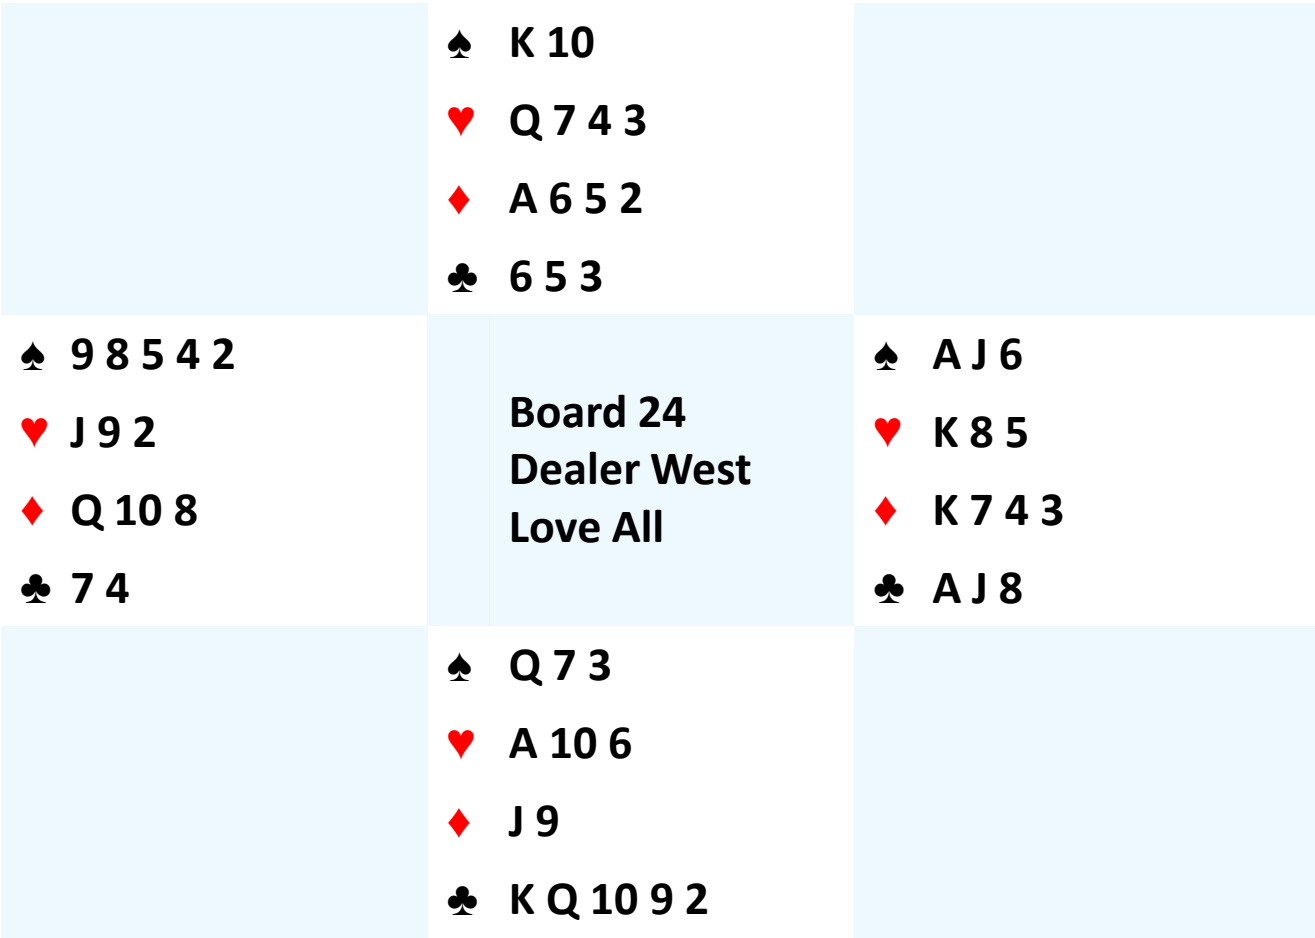 ♠ K 10
♥ Q 7 4 3
♦ A 6 5 2
♣ 6 5 3
♠ 9 8 5 4 2
♥ J 9 2
♦ Q 10 8
♣ 7 4
Board 24
Dealer West
Love All
♠ A J 6
♥ K 8 5
♦ K 7 4 3
♣ A J 8
♠ Q 7 3
♥ A 10 6
♦ J 9
♣ K Q 10 9 2